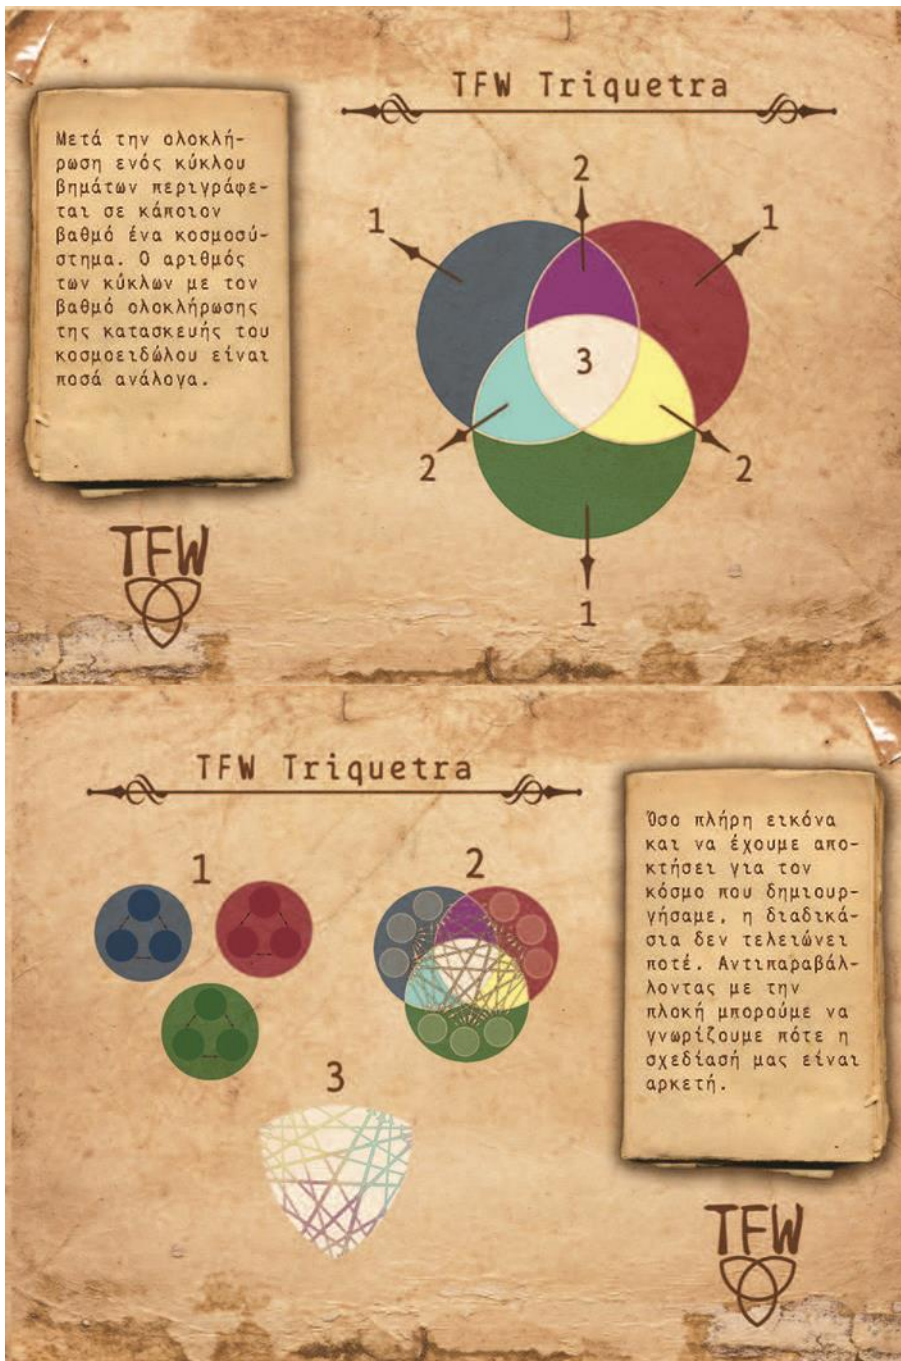 TFW Triquetra
Μετά την ολοκλή-
ρωση ενός κύκλου
βημάτων περιγράφε-
ται σε κάποιον
βαθμό ένα κοσμοσύ-
στημα. Ο αριθμός
των κύκλων με τον
βαθμό ολοκλήρωσης
της κατασκευής του
κοσμοειδώλου είναι
ποσά ανάλογα.
2
1
1
3
2
2
1
TFW
TFW Triquetra
1
2
3
Όσο πλήρη εικόνα
και να έχουμε απο-
κτήσει για τον
κόσμο που δημιουρ-
γήσαμε, η διαδικά-
σια δεν τελειώνει
ποτέ. Αντιπαραβάλ-
λοντας με την
πλοκή μπορούμε να
γνωρίζουμε πότε η
σχεδίασή μας είναι
αρκετή.
TFW